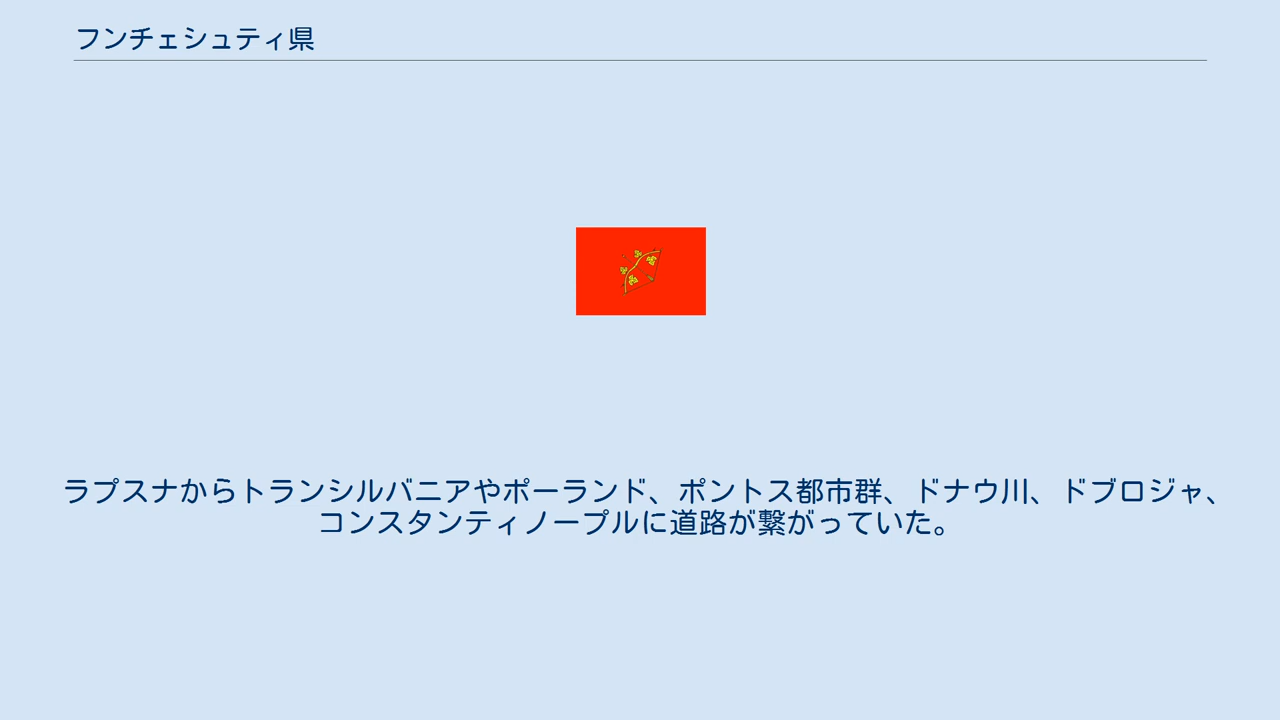 フンチェシュティ県
ラプスナからトランシルバニアやポーランド、ポントス都市群、ドナウ川、ドブロジャ、
コンスタンティノープルに道路が繋がっていた。